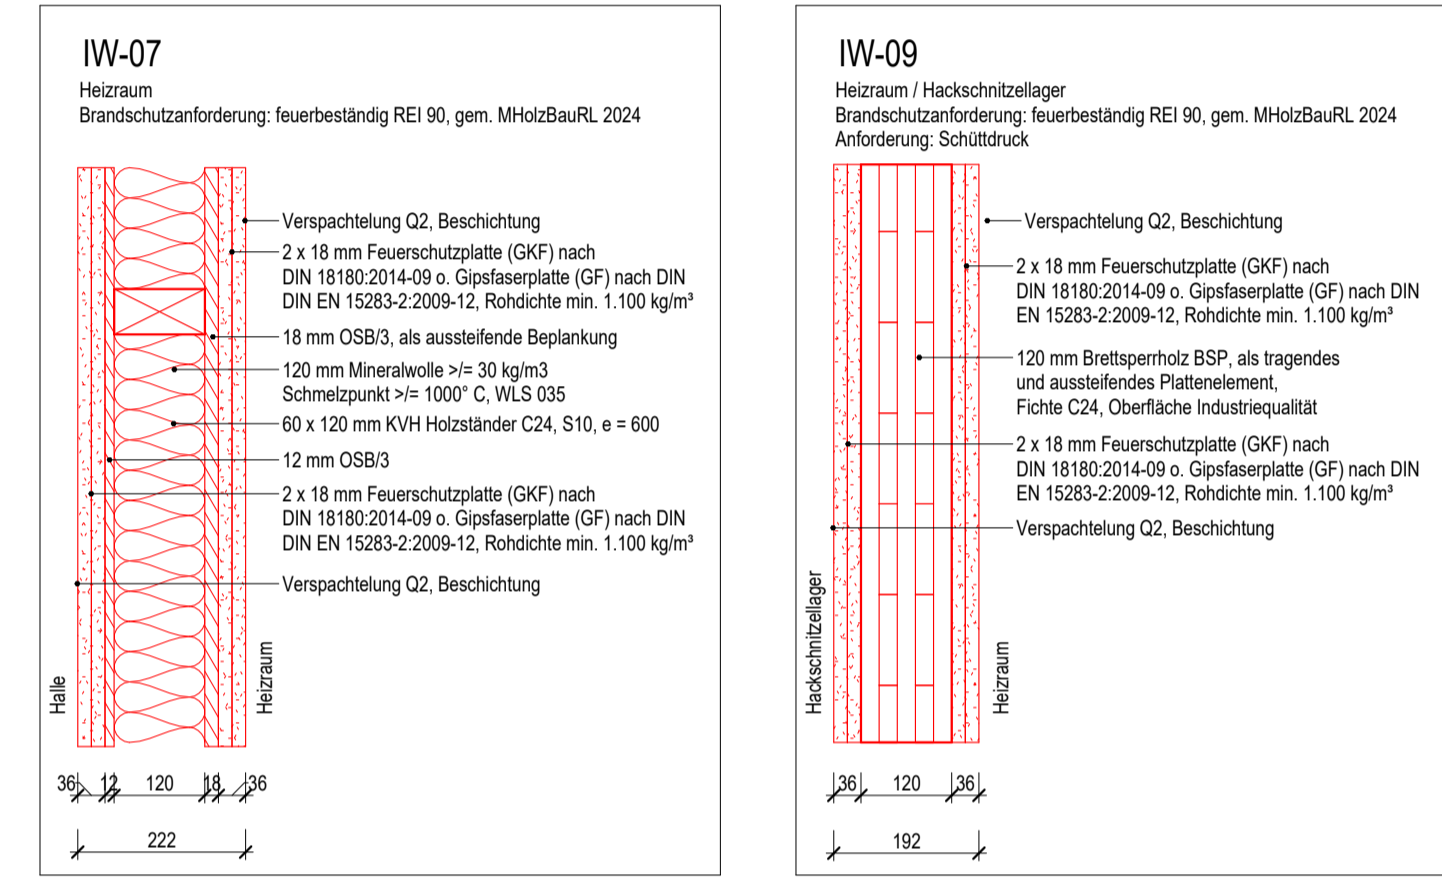 IW-07
Heizraum
Brandschutzanforderung: feuerbeständig REI 90, gem. MHolzBauRL 2024
Verspachtelung Q2, Beschichtung
2 x 18 mm Feuerschutzplatte (GKF) nach
DIN 18180:2014-09 o. Gipsfaserplatte (GF) nach DIN
DIN EN 15283-2:2009-12, Rohdichte min. 1.100 kg/m³
18 mm OSB/3, als aussteifende Beplankung
120 mm Mineralwolle >/= 30 kg/m3
Schmelzpunkt >/= 1000° C, WLS 035
60 x 120 mm KVH Holzständer C24, S10, e = 600
12 mm OSB/3
2 x 18 mm Feuerschutzplatte (GKF) nach
DIN 18180:2014-09 o. Gipsfaserplatte (GF) nach DIN
DIN EN 15283-2:2009-12, Rohdichte min. 1.100 kg/m³
Verspachtelung Q2, Beschichtung
Halle
Heizraum
36 12 120 18 36
222
IW-09
Heizraum / Hackschnitzellager
Brandschutzanforderung: feuerbeständig REI 90, gem. MHolzBauRL 2024
Anforderung: Schüttdruck
Verspachtelung Q2, Beschichtung
2 x 18 mm Feuerschutzplatte (GKF) nach
DIN 18180:2014-09 o. Gipsfaserplatte (GF) nach DIN
EN 15283-2:2009-12, Rohdichte min. 1.100 kg/m³
120 mm Brettsperrholz BSP, als tragendes
und aussteifendes Plattenelement,
Fichte C24, Oberfläche Industriequalität
2 x 18 mm Feuerschutzplatte (GKF) nach
DIN 18180:2014-09 o. Gipsfaserplatte (GF) nach DIN
EN 15283-2:2009-12, Rohdichte min. 1.100 kg/m³
Verspachtelung Q2, Beschichtung
Hackschnitzellager
Heizraum
36 120 36
192